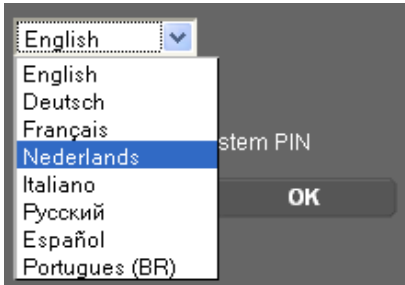 English
English
Deutsch
Français
Nederlands
stem PIN
Italiano
OK
Русский
Español
Portugues (BR)